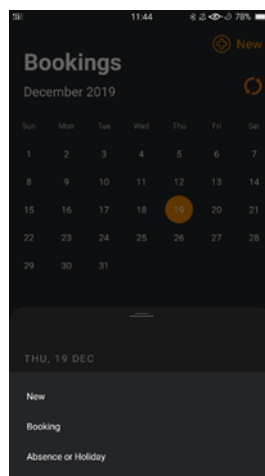 11:44 78%
New
Bookings
December 2019
Sun Mon Tue Wed Thu Fri Sat
1 2 3 4 5 6 7
8 9 10 11 12 13 14
15 16 17 18 19 20 21
22 23 24 25 26 27 28
29 30 31
THU, 19 DEC
New
Booking
Absence or Holiday